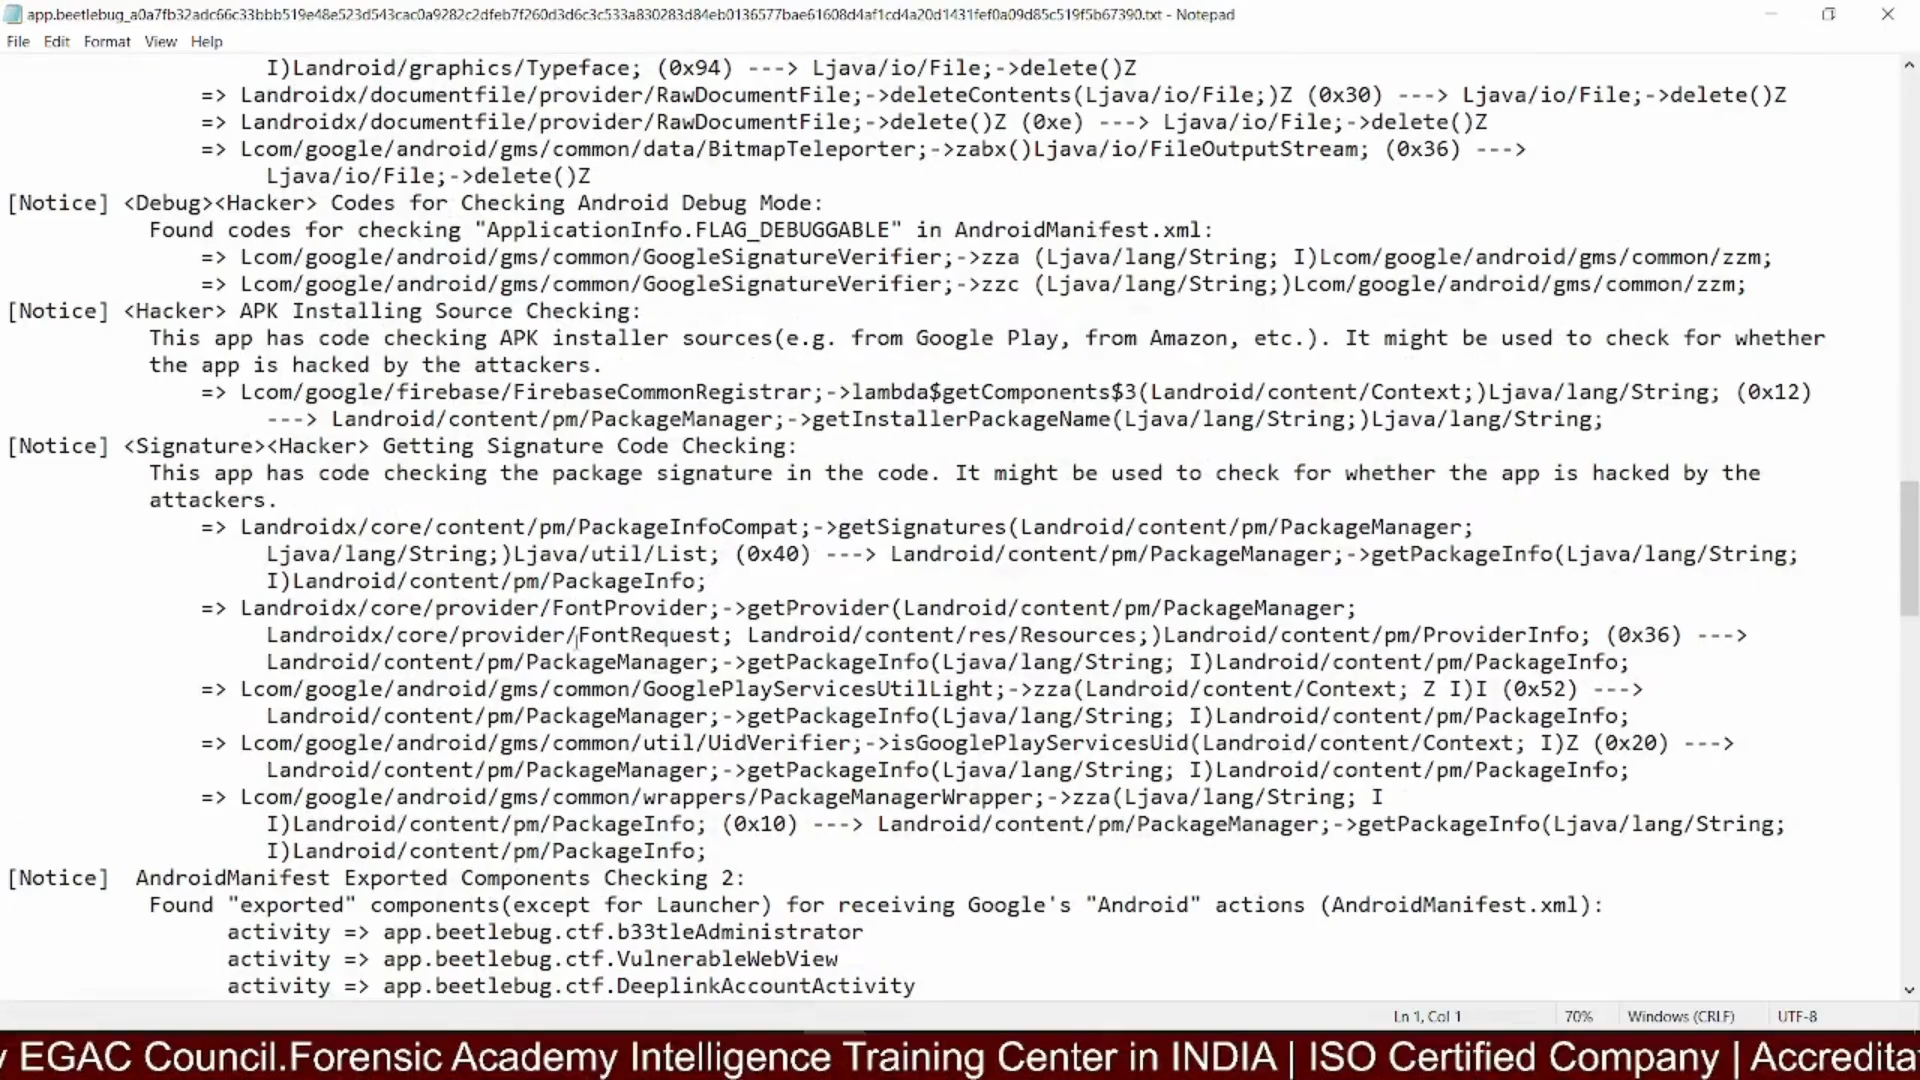 app.beetlebug_a0a7fb32adc66c33bbb519e48e523d543cac0a9282c2dfeb7f260d3d6c3c533a830283d84eb0136577bae61608d4af1cd4a20d1431fef0a09d85c519f5b67390.txt - Notepad
File Edit Format View Help
I)Landroid/graphics/Typeface; (0x94) ---> Ljava/io/File;->delete()Z
=> Landroidx/documentfile/provider/RawDocumentFile;->deleteContents(Ljava/io/File;)Z (0x30) ---> Ljava/io/File;->delete()Z
=> Landroidx/documentfile/provider/RawDocumentFile;->delete()Z (0xe) ---> Ljava/io/File;->delete()Z
=> Lcom/google/android/gms/common/data/BitmapTeleporter;->zabx()Ljava/io/FileOutputStream; (0x36) --->
Ljava/io/File;->delete()Z
[Notice] <Debug><Hacker> Codes for Checking Android Debug Mode:
Found codes for checking "ApplicationInfo.FLAG_DEBUGGABLE" in AndroidManifest.xml:
=> Lcom/google/android/gms/common/GoogleSignatureVerifier;->zza (Ljava/lang/String; I)Lcom/google/android/gms/common/zzm;
=> Lcom/google/android/gms/common/GoogleSignatureVerifier;->zzc (Ljava/lang/String;)Lcom/google/android/gms/common/zzm;
[Notice] <Hacker> APK Installing Source Checking:
This app has code checking APK installer sources(e.g. from Google Play, from Amazon, etc.). It might be used to check for whether
the app is hacked by the attackers.
=> Lcom/google/firebase/FirebaseCommonRegistrar;->lambda$getComponents$3(Landroid/content/Context;)Ljava/lang/String; (0x12)
---> Landroid/content/pm/PackageManager;->getInstallerPackageName(Ljava/lang/String;)Ljava/lang/String;
[Notice] <Signature><Hacker> Getting Signature Code Checking:
This app has code checking the package signature in the code. It might be used to check for whether the app is hacked by the
attackers.
=> Landroidx/core/content/pm/PackageInfoCompat;->getSignatures(Landroid/content/pm/PackageManager;
Ljava/lang/String;)Ljava/util/List; (0x40) ---> Landroid/content/pm/PackageManager;->getPackageInfo(Ljava/lang/String;
I)Landroid/content/pm/PackageInfo;
=> Landroidx/core/provider/FontProvider;->getProvider(Landroid/content/pm/PackageManager;
Landroidx/core/provider/FontRequest; Landroid/content/res/Resources;)Landroid/content/pm/ProviderInfo; (0x36) --->
Landroid/content/pm/PackageManager;->getPackageInfo(Ljava/lang/String; I)Landroid/content/pm/PackageInfo;
=> Lcom/google/android/gms/common/GooglePlayServicesUtilLight;->zza(Landroid/content/Context; Z I)I (0x52) --->
Landroid/content/pm/PackageManager;->getPackageInfo(Ljava/lang/String; I)Landroid/content/pm/PackageInfo;
=> Lcom/google/android/gms/common/util/UidVerifier;->isGooglePlayServicesUid(Landroid/content/Context; I)Z (0x20) --->
Landroid/content/pm/PackageManager;->getPackageInfo(Ljava/lang/String; I)Landroid/content/pm/PackageInfo;
=> Lcom/google/android/gms/common/wrappers/PackageManagerWrapper;->zza(Ljava/lang/String; I
I)Landroid/content/pm/PackageInfo; (0x10) ---> Landroid/content/pm/PackageManager;->getPackageInfo(Ljava/lang/String;
I)Landroid/content/pm/PackageInfo;
[Notice] AndroidManifest Exported Components Checking 2:
Found "exported" components(except for Launcher) for receiving Google's "Android" actions (AndroidManifest.xml):
activity => app.beetlebug.ctf.b33tleAdministrator
activity => app.beetlebug.ctf.VulnerableWebView
activity => app.beetlebug.ctf.DeeplinkAccountActivity
Ln 1, Col 1 70% Windows (CRLF) UTF-8
y EGAC Council.Forensic Academy Intelligence Training Center in INDIA | ISO Certified Company | Accredita